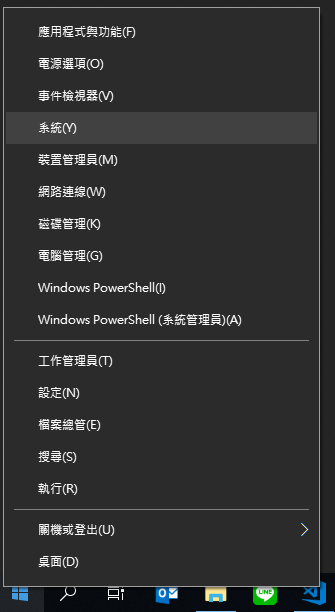 應用程式與功能(F)
電源選項(O)
事件檢視器(V)
系統(Y)
裝置管理員(M)
網路連線(W)
磁碟管理(K)
電腦管理(G)
Windows PowerShell(I)
Windows PowerShell (系統管理員)(A)
工作管理員(T)
設定(N)
檔案總管(E)
搜尋(S)
執行(R)
關機或登出(U)
桌面(D)
LINE